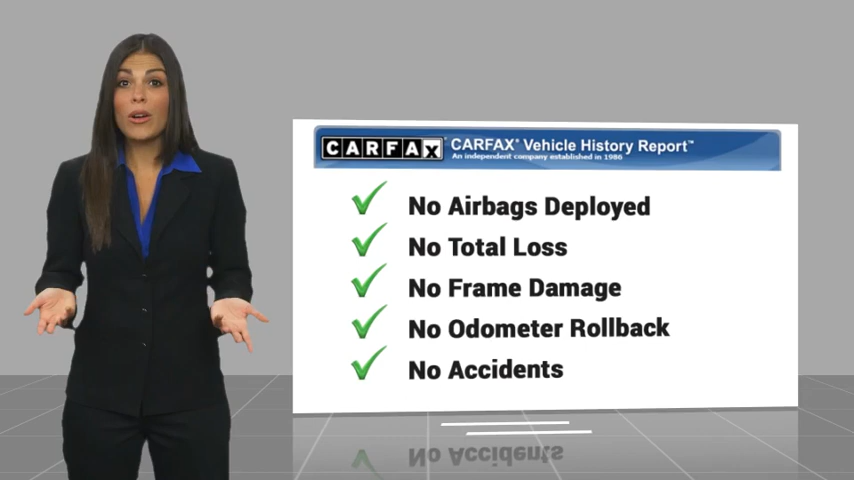 CARFAX CARFAX® Vehicle History Report™
An independent company established in 1986
No Airbags Deployed
No Total Loss
No Frame Damage
No Odometer Rollback
No Accidents
No Accidents